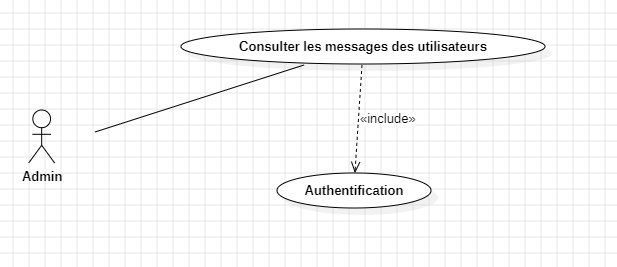 Consulter les messages des utilisateurs
«include»
Admin
Authentification